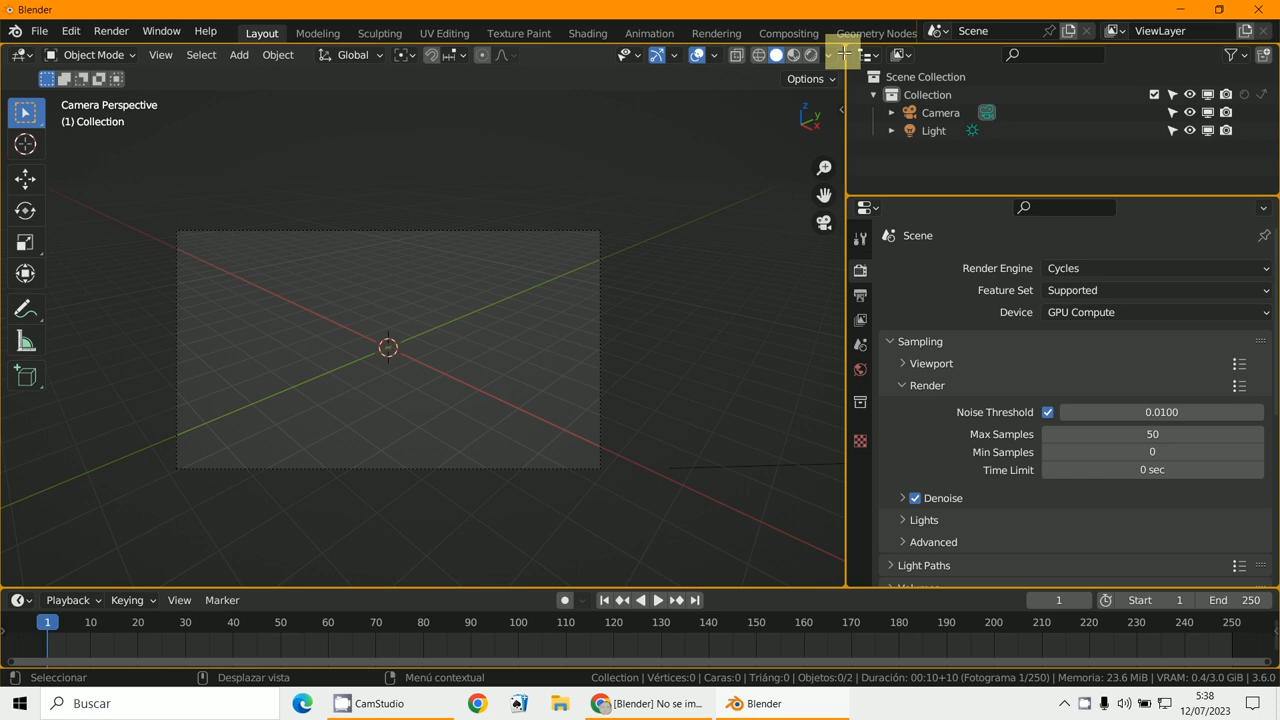 Blender
File Edit Render Window Help Layout Modeling Sculpting UV Editing Texture Paint Shading Animation Rendering Compositing Geometry Nodes Scene ViewLayer
Object Mode View Select Add Object Global
Options
Camera Perspective
(1) Collection
Z
Y
X
Scene Collection
Collection
Camera
Light
Scene
Render Engine Cycles
Feature Set Supported
Device GPU Compute
Sampling
Viewport
Render
Noise Threshold 0.0100
Max Samples 50
Min Samples 0
Time Limit 0 sec
Denoise
Lights
Advanced
Light Paths
Playback Keying View Marker 1 Start 1 End 250
1 10 20 30 40 50 60 70 80 90 100 110 120 130 140 150 160 170 180 190 200 210 220 230 240 250
Seleccionar Desplazar vista Menú contextual Collection | Vértices:0 | Caras:0 | Triáng:0 | Objetos:0/2 | Duración: 00:10+10 (Fotograma 1/250) | Memoria: 23.6 MiB | VRAM: 0.4/3.0 GiB | 3.6.0
Buscar CamStudio [Blender] No se im... Blender 5:38
12/07/2023